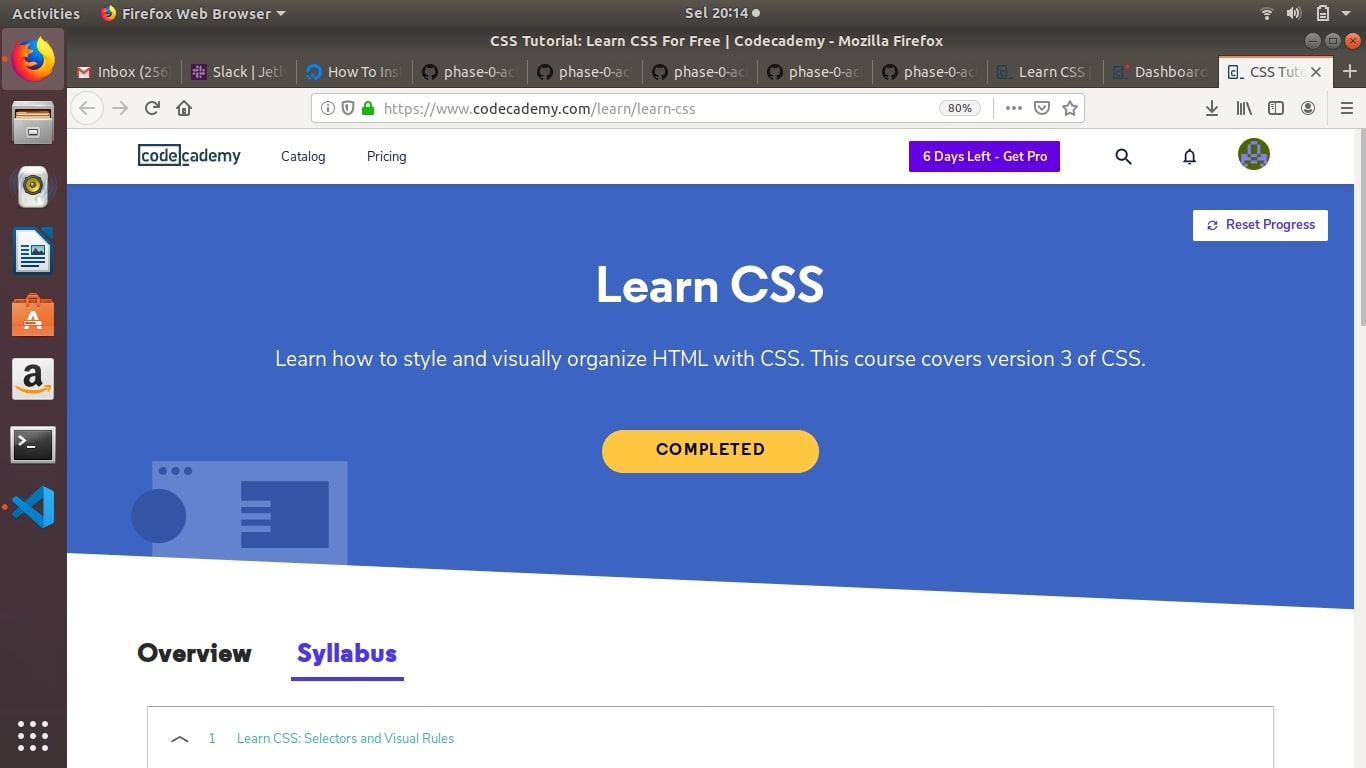 Activities Firefox Web Browser Sel 20:14
CSS Tutorial: Learn CSS For Free | Codecademy - Mozilla Firefox
Inbox (256 Slack | Jetl How To Inst phase-0-ac phase-0-ac phase-0-ac phase-0-ac phase-0-ac Learn CSS | Dashboard CSS Tuto
https://www.codecademy.com/learn/learn-css 80%
codecademy Catalog Pricing 6 Days Left - Get Pro
Reset Progress
Learn CSS
Learn how to style and visually organize HTML with CSS. This course covers version 3 of CSS.
COMPLETED
Overview Syllabus
1 Learn CSS: Selectors and Visual Rules